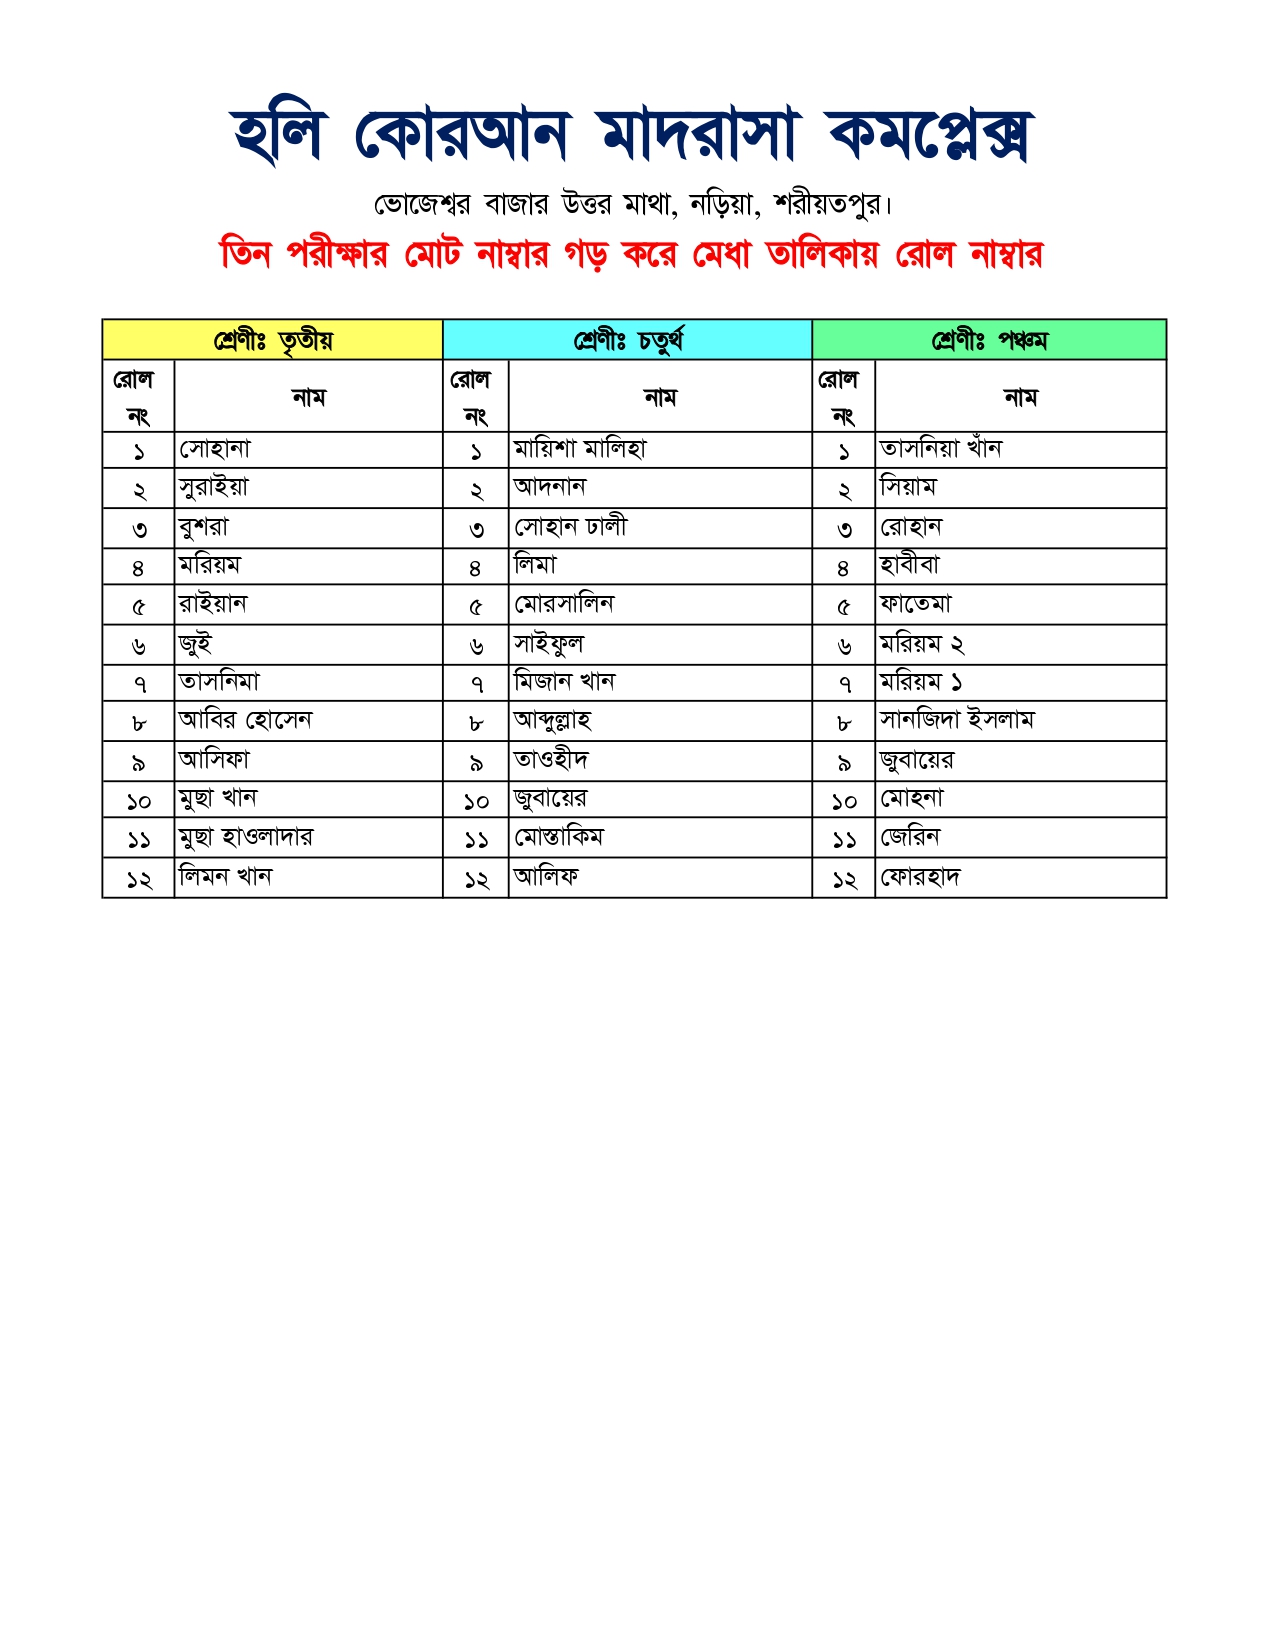 হলি কোরআন মাদরাসা কমপ্লেক্স
ভোজেশ্বর বাজার উত্তর মাথা, নড়িয়া, শরীয়তপুর।
তিন পরীক্ষার মোট নাম্বার গড় করে মেধা তালিকায় রোল নাম্বার
শ্রেণীঃ তৃতীয় শ্রেণীঃ চতুর্থ শ্রেণীঃ পঞ্চম
রোল নং নাম রোল নং নাম রোল নং নাম
১ সোহানা ১ মায়িশা মালিহা ১ তাসনিয়া খাঁন
২ সুরাইয়া ২ আদনান ২ সিয়াম
৩ বুশরা ৩ সোহান ঢালী ৩ রোহান
৪ মরিয়ম ৪ লিমা ৪ হাবীবা
৫ রাইয়ান ৫ মোরসালিন ৫ ফাতেমা
৬ জুই ৬ সাইফুল ৬ মরিয়ম ২
৭ তাসনিমা ৭ মিজান খান ৭ মরিয়ম ১
৮ আবির হোসেন ৮ আব্দুল্লাহ ৮ সানজিদা ইসলাম
৯ আসিফা ৯ তাওহীদ ৯ জুবায়ের
১০ মুছা খান ১০ জুবায়ের ১০ মোহনা
১১ মুছা হাওলাদার ১১ মোস্তাকিম ১১ জেরিন
১২ লিমন খান ১২ আলিফ ১২ ফোরহাদ